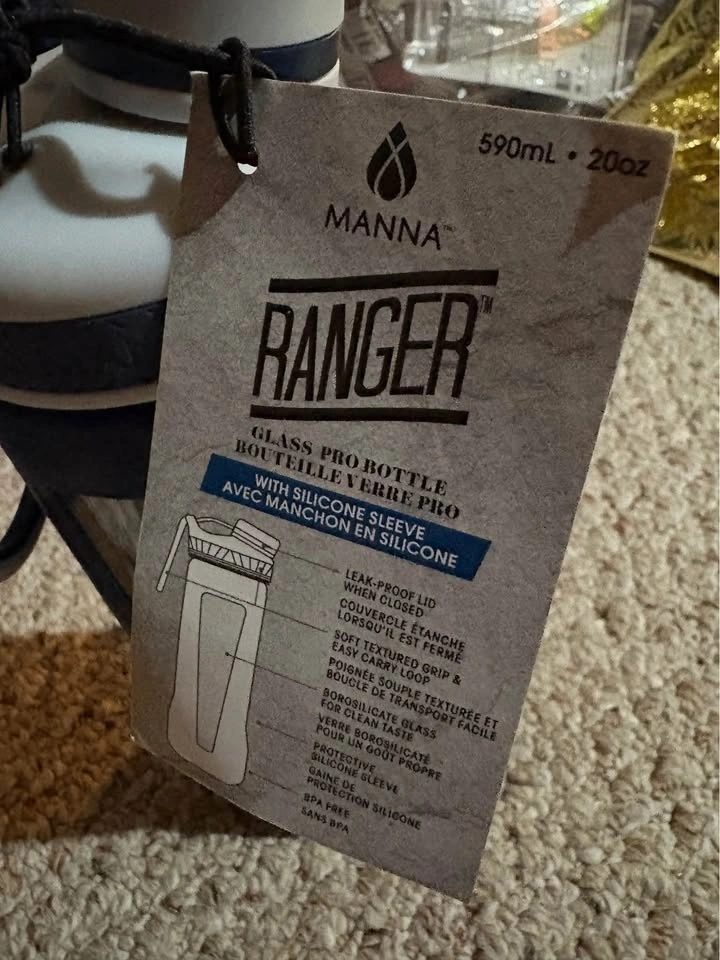 590mL • 20oz
MANNA™
RANGER™
GLASS PRO BOTTLE
BOUTEILLE VERRE PRO
WITH SILICONE SLEEVE
AVEC MANCHON EN SILICONE
LEAK-PROOF LID
WHEN CLOSED
COUVERCLE ÉTANCHE
LORSQU'IL EST FERMÉ
SOFT TEXTURED GRIP &
EASY CARRY LOOP
POIGNÉE SOUPLE TEXTURÉE ET
BOUCLE DE TRANSPORT FACILE
BOROSILICATE GLASS
FOR CLEAN TASTE
VERRE BOROSILICATÉ
POUR UN GOÛT PROPRE
PROTECTIVE
SILICONE SLEEVE
GAINE DE
PROTECTION SILICONE
BPA FREE
SANS BPA